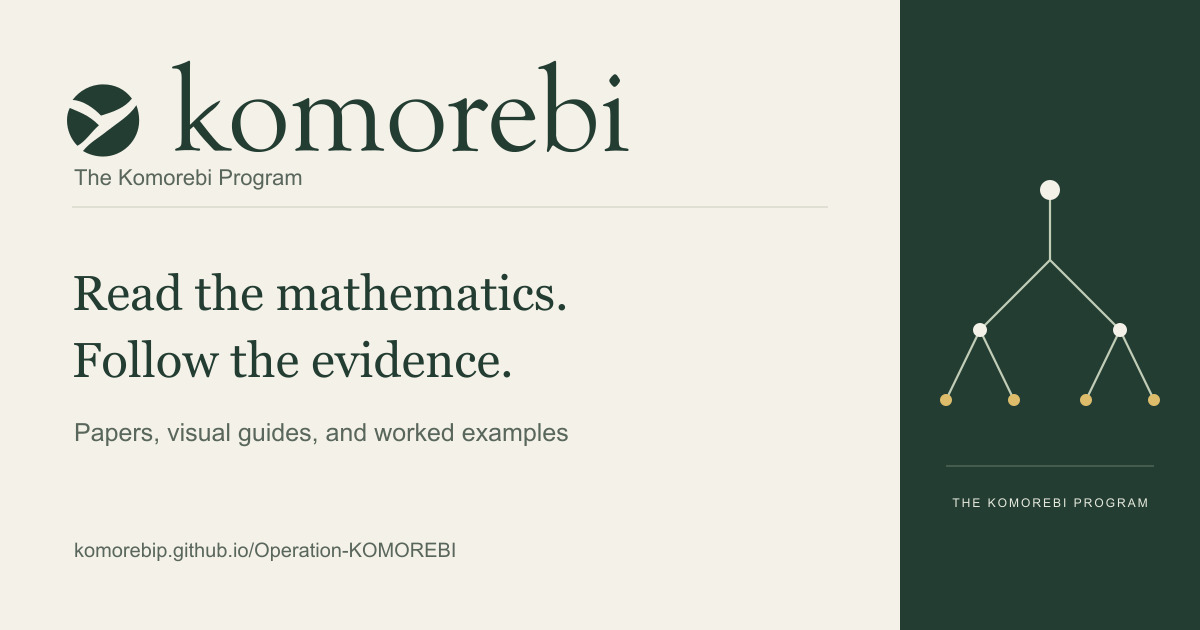 komorebi
The Komorebi Program
Read the mathematics.
Follow the evidence.
Papers, visual guides, and worked examples
komorebip.github.io/Operation-KOMOREBI
THE KOMOREBI PROGRAM